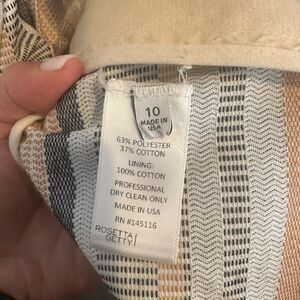 10
MADE IN
USA
63% POLYESTER
37% COTTON
LINING:
100% COTTON
PROFESSIONAL
DRY CLEAN ONLY
MADE IN USA
RN #145116
ROSETTA
GETTY